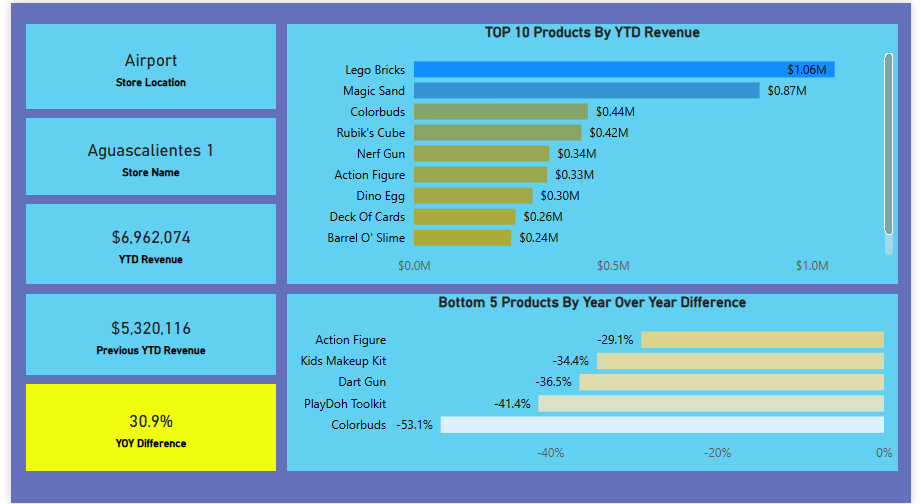 Airport
Store Location
Aguascalientes 1
Store Name
$6,962,074
YTD Revenue
$5,320,116
Previous YTD Revenue
30.9%
YOY Difference
TOP 10 Products By YTD Revenue
Lego Bricks $1.06M
Magic Sand $0.87M
Colorbuds $0.44M
Rubik's Cube $0.42M
Nerf Gun $0.34M
Action Figure $0.33M
Dino Egg $0.30M
Deck Of Cards $0.26M
Barrel O' Slime $0.24M
$0.0M $0.5M $1.0M
Bottom 5 Products By Year Over Year Difference
Action Figure -29.1%
Kids Makeup Kit -34.4%
Dart Gun -36.5%
PlayDoh Toolkit -41.4%
Colorbuds -53.1%
-40% -20% 0%